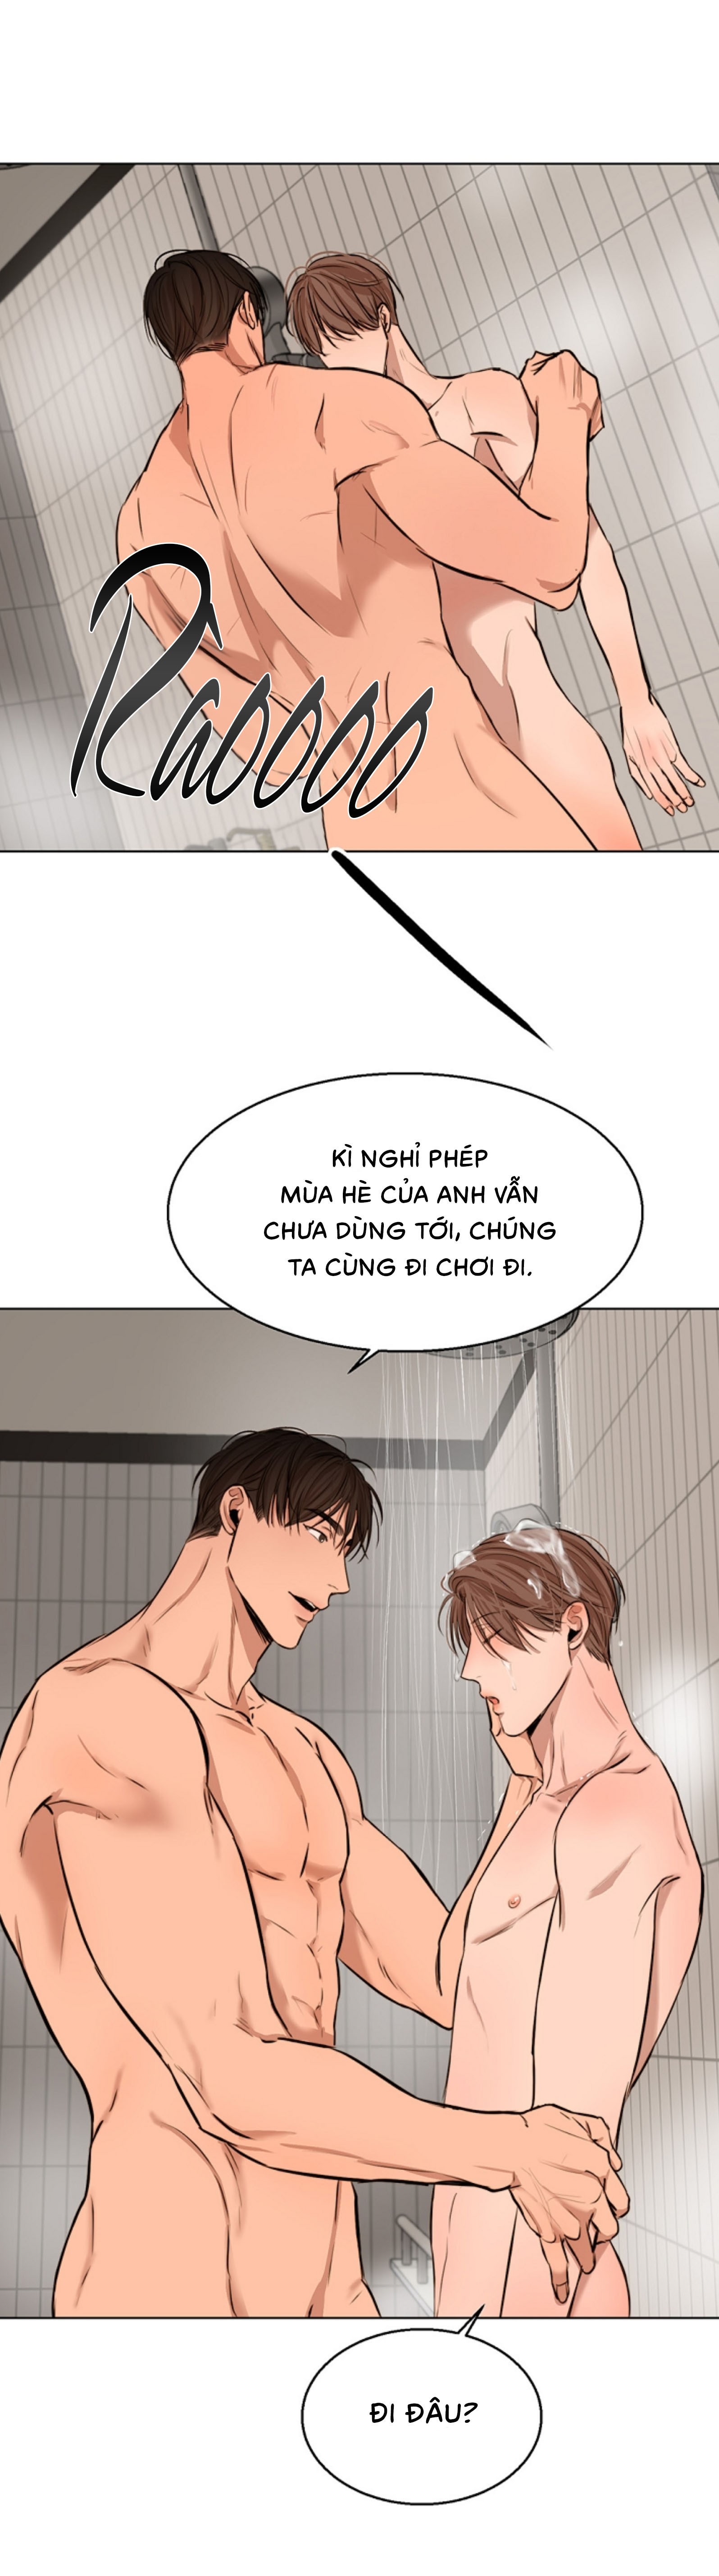 Raoooo
KÌ NGHỈ PHÉP
MÙA HÈ CỦA ANH VẪN
CHƯA DÙNG TỚI, CHÚNG
TA CÙNG ĐI CHƠI ĐI.
ĐI ĐÂU?